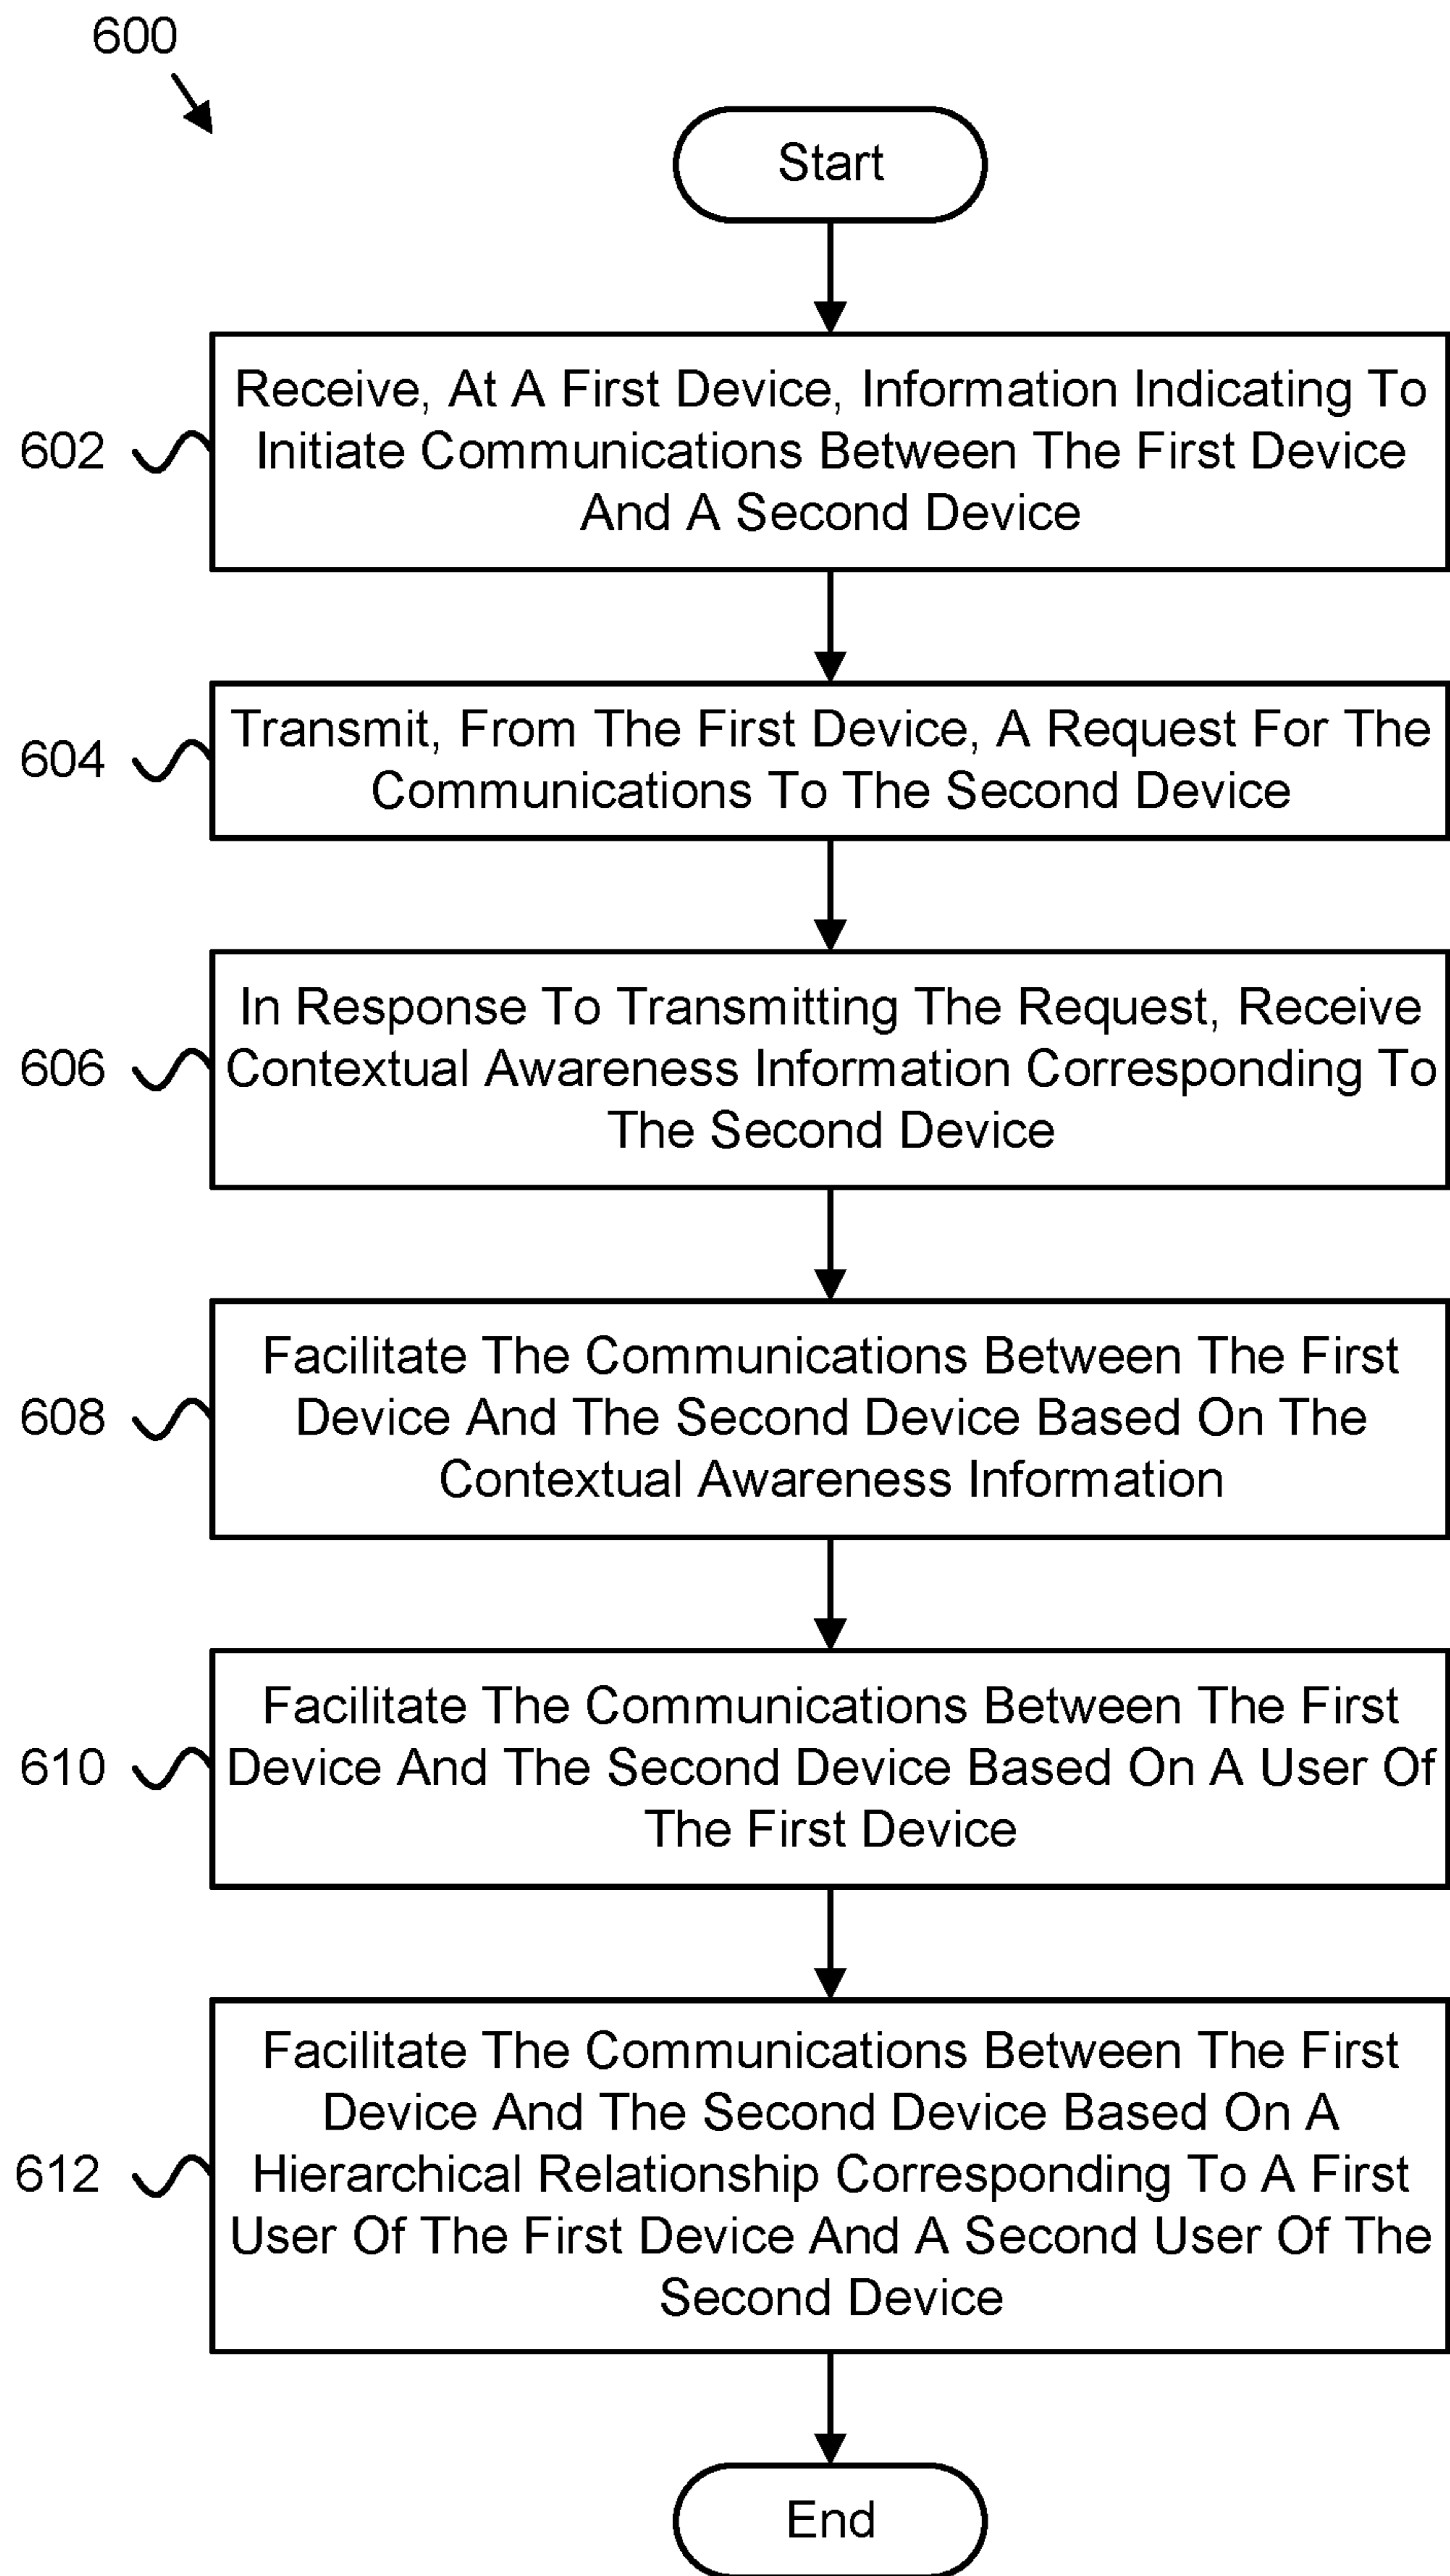 600
Start
602
Receive, At A First Device, Information Indicating To
Initiate Communications Between The First Device
And A Second Device
604
Transmit, From The First Device, A Request For The
Communications To The Second Device
606
In Response To Transmitting The Request, Receive
Contextual Awareness Information Corresponding To
The Second Device
608
Facilitate The Communications Between The First
Device And The Second Device Based On The
Contextual Awareness Information
610
Facilitate The Communications Between The First
Device And The Second Device Based On A User Of
The First Device
612
Facilitate The Communications Between The First
Device And The Second Device Based On A
Hierarchical Relationship Corresponding To A First
User Of The First Device And A Second User Of The
Second Device
End